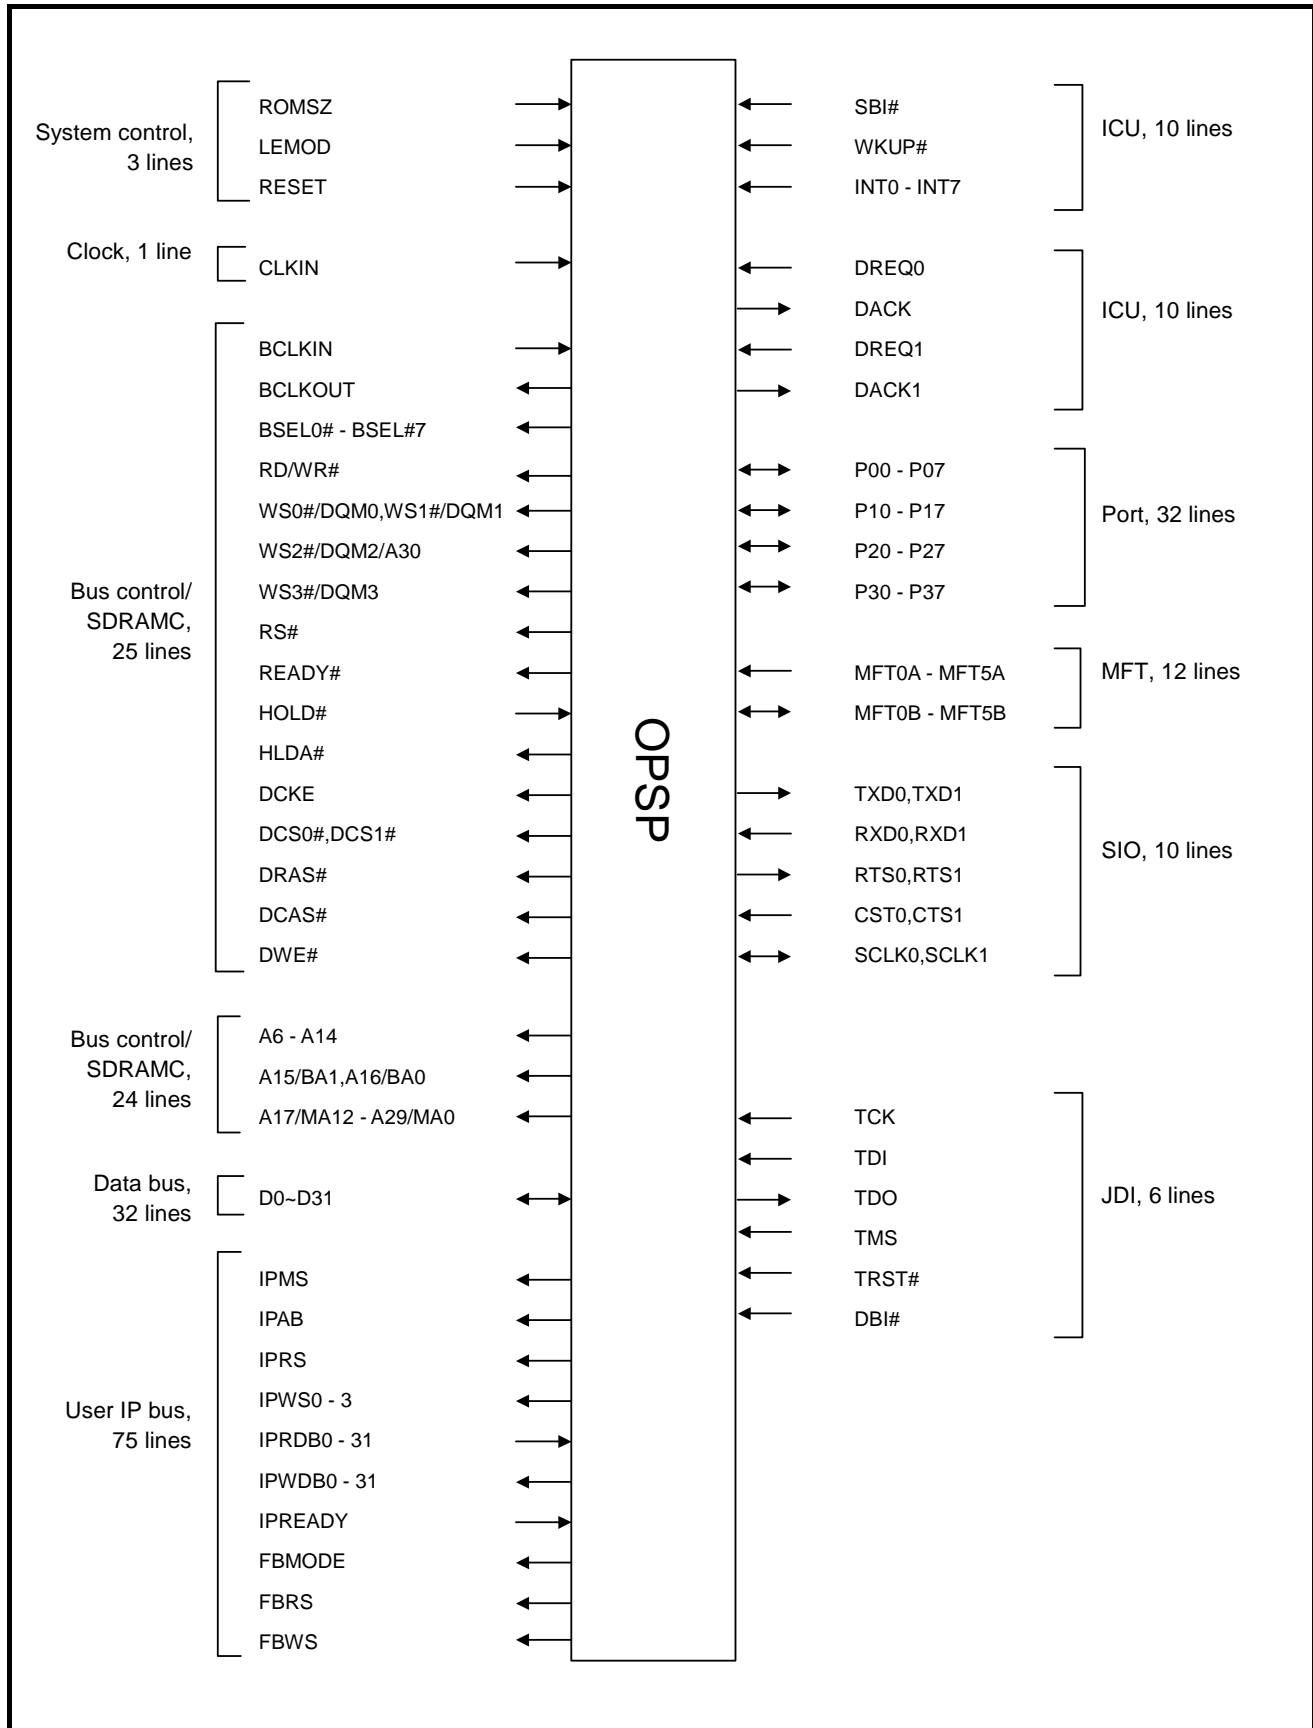 System control,
3 lines
ROMSZ
LEMOD
RESET
Clock, 1 line
CLKIN
Bus control/
SDRAMC,
25 lines
BCLKIN
BCLKOUT
BSEL0# - BSEL#7
RD/WR#
WS0#/DQM0,WS1#/DQM1
WS2#/DQM2/A30
WS3#/DQM3
RS#
READY#
HOLD#
HLDA#
DCKE
DCS0#,DCS1#
DRAS#
DCAS#
DWE#
Bus control/
SDRAMC,
24 lines
A6 - A14
A15/BA1,A16/BA0
A17/MA12 - A29/MA0
Data bus,
32 lines
D0~D31
User IP bus,
75 lines
IPMS
IPAB
IPRS
IPWS0 - 3
IPRDB0 - 31
IPWDB0 - 31
IPREADY
FBMODE
FBRS
FBWS
OPSP
SBI#
WKUP#
INT0 - INT7
ICU, 10 lines
DREQ0
DACK
DREQ1
DACK1
ICU, 10 lines
P00 - P07
P10 - P17
P20 - P27
P30 - P37
Port, 32 lines
MFT0A - MFT5A
MFT0B - MFT5B
MFT, 12 lines
TXD0,TXD1
RXD0,RXD1
RTS0,RTS1
CST0,CTS1
SCLK0,SCLK1
SIO, 10 lines
TCK
TDI
TDO
TMS
TRST#
DBI#
JDI, 6 lines